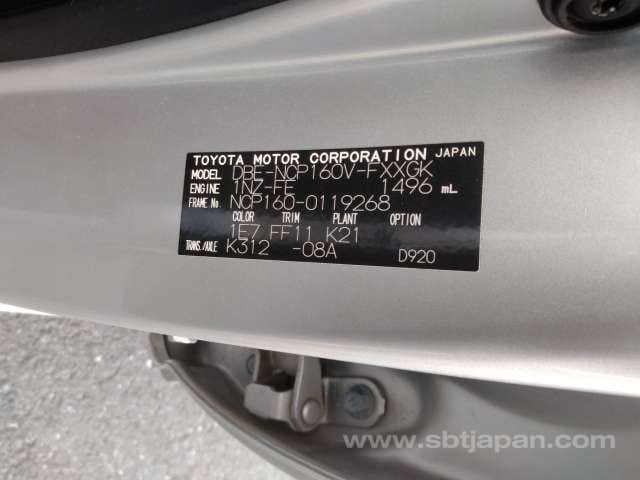 TOYOTA MOTOR CORPORATION JAPAN
MODEL DBE-NCP160V-FXXGK
ENGINE 1NZ-FE 1496 mL
FRAME No. NCP160-0119268
COLOR TRIM PLANT OPTION
1E7 FF11 K21
TRANS./AXLE K312 -08A D920
www.sbtjapan.com